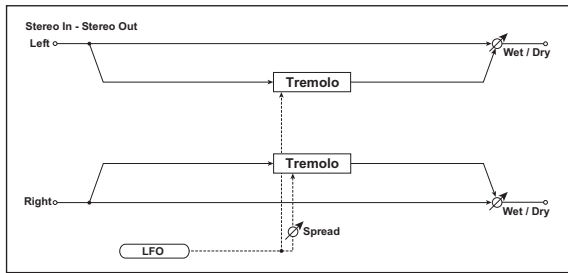 Stereo In - Stereo Out
Left
Wet / Dry
Tremolo
Tremolo
Right
Wet / Dry
Spread
LFO